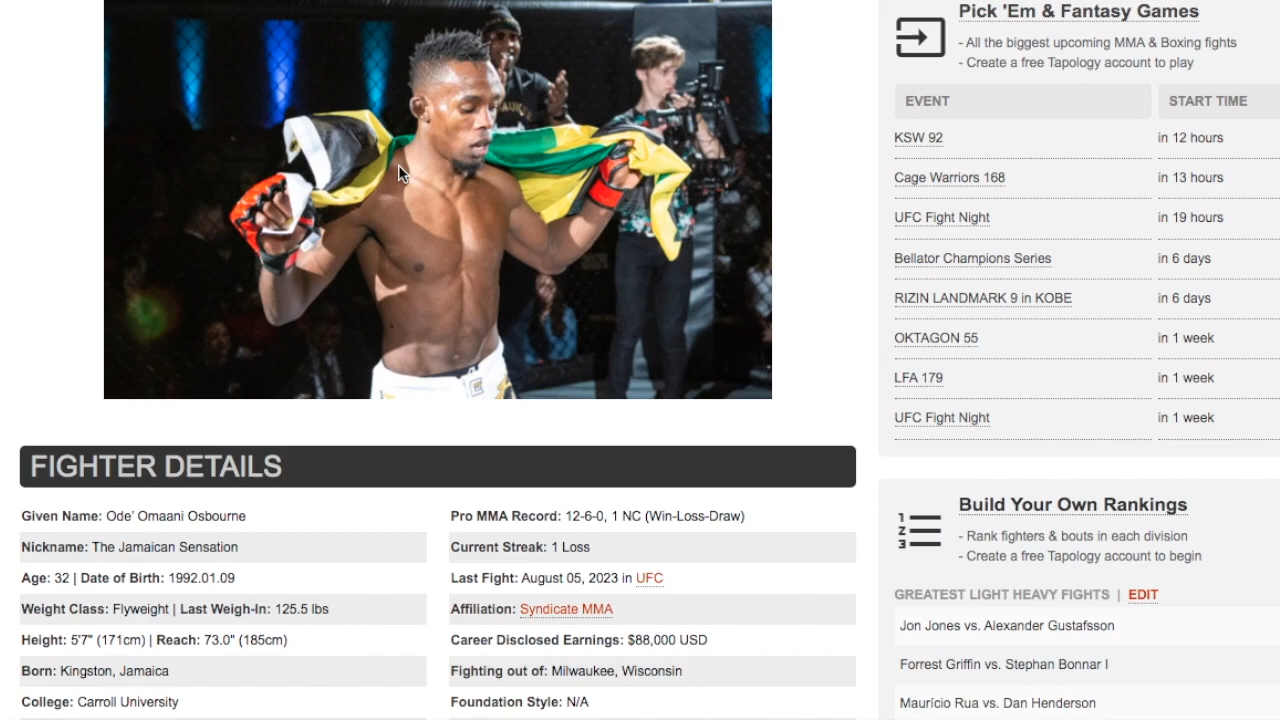 FIGHTER DETAILS
Given Name: Ode’ Omaani Osbourne
Pro MMA Record: 12-6-0, 1 NC (Win-Loss-Draw)
Nickname: The Jamaican Sensation
Current Streak: 1 Loss
Age: 32 | Date of Birth: 1992.01.09
Last Fight: August 05, 2023 in UFC
Weight Class: Flyweight | Last Weigh-In: 125.5 lbs
Affiliation: Syndicate MMA
Height: 5'7" (171cm) | Reach: 73.0" (185cm)
Career Disclosed Earnings: $88,000 USD
Born: Kingston, Jamaica
Fighting out of: Milwaukee, Wisconsin
College: Carroll University
Foundation Style: N/A
Pick 'Em & Fantasy Games
- All the biggest upcoming MMA & Boxing fights
- Create a free Tapology account to play
EVENT START TIME
KSW 92 in 12 hours
Cage Warriors 168 in 13 hours
UFC Fight Night in 19 hours
Bellator Champions Series in 6 days
RIZIN LANDMARK 9 in KOBE in 6 days
OKTAGON 55 in 1 week
LFA 179 in 1 week
UFC Fight Night in 1 week
1
2
3
Build Your Own Rankings
- Rank fighters & bouts in each division
- Create a free Tapology account to begin
GREATEST LIGHT HEAVY FIGHTS | EDIT
Jon Jones vs. Alexander Gustafsson
Forrest Griffin vs. Stephan Bonnar I
Maurício Rua vs. Dan Henderson